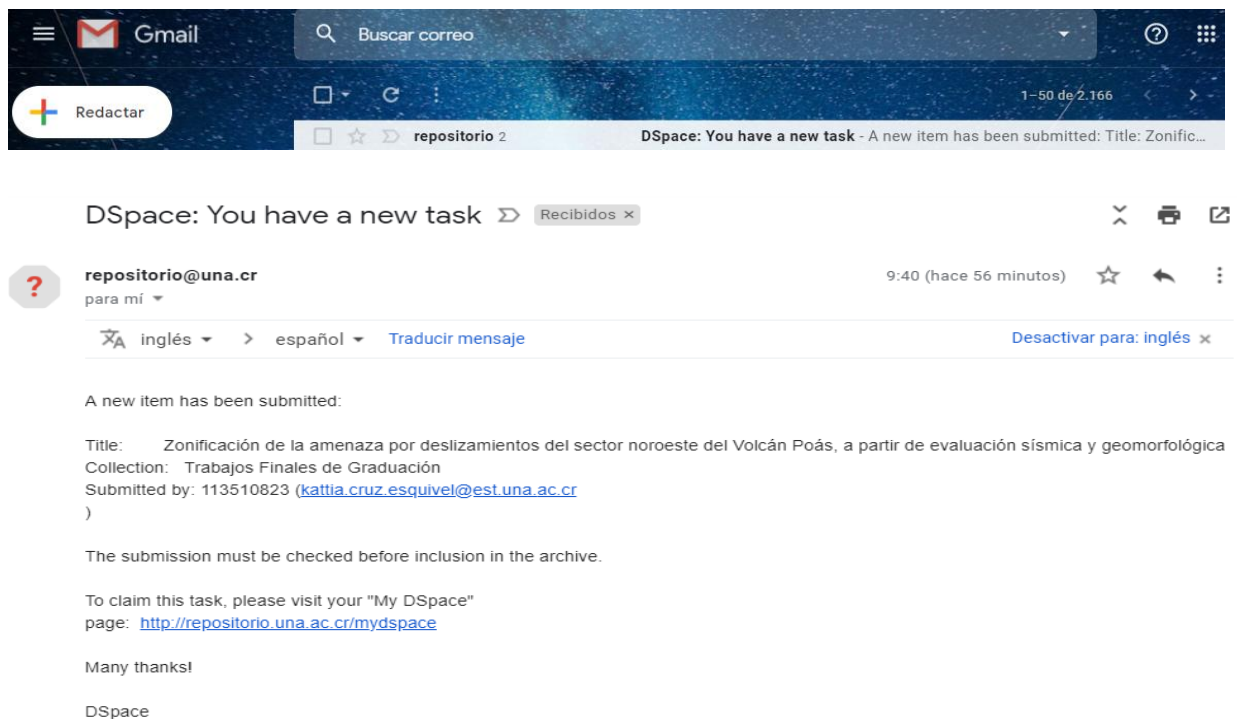 Gmail
Buscar correo
Redactar
1–50 de 2.166
repositorio 2 DSpace: You have a new task - A new item has been submitted: Title: Zonific...
DSpace: You have a new task Recibidos ×
repositorio@una.cr 9:40 (hace 56 minutos)
para mí
inglés > español Traducir mensaje Desactivar para: inglés ×
A new item has been submitted:
Title: Zonificación de la amenaza por deslizamientos del sector noroeste del Volcán Poás, a partir de evaluación sísmica y geomorfológica
Collection: Trabajos Finales de Graduación
Submitted by: 113510823 (kattia.cruz.esquivel@est.una.ac.cr
)
The submission must be checked before inclusion in the archive.
To claim this task, please visit your "My DSpace"
page: http://repositorio.una.ac.cr/mydspace
Many thanks!
DSpace